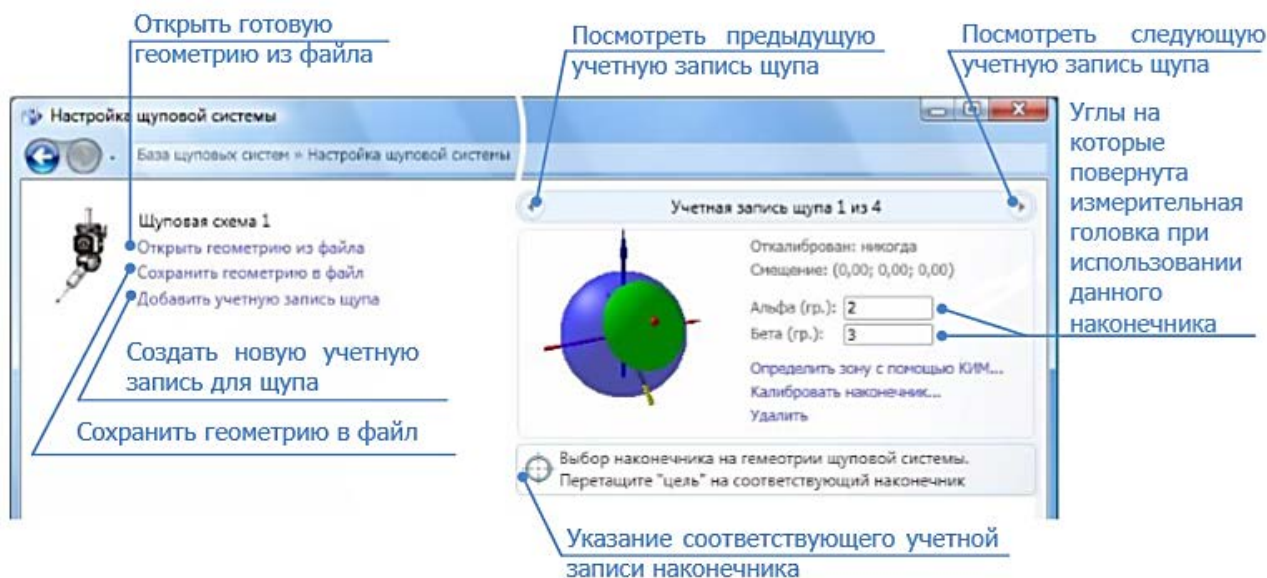 Открыть готовую
геометрию из файла
Посмотреть предыдущую
учетную запись щупа
Посмотреть следующую
учетную запись щупа
Настройка щуповой системы
База щуповых систем » Настройка щуповой системы
Углы на
которые
повернута
измерительная
головка при
использовании
данного
наконечника
Щуповая схема 1
Открыть геометрию из файла
Сохранить геометрию в файл
Добавить учетную запись щупа
Создать новую учетную
запись для щупа
Сохранить геометрию в файл
Учетная запись щупа 1 из 4
Откалиброван: никогда
Смещение: (0,00; 0,00; 0,00)
Альфа (гр.): 2
Бета (гр.): 3
Определить зону с помощью КИМ...
Калибровать наконечник...
Удалить
Выбор наконечника на гемеотрии щуповой системы.
Перетащите "цель" на соответствующий наконечник
Указание соответствующего учетной
записи наконечника